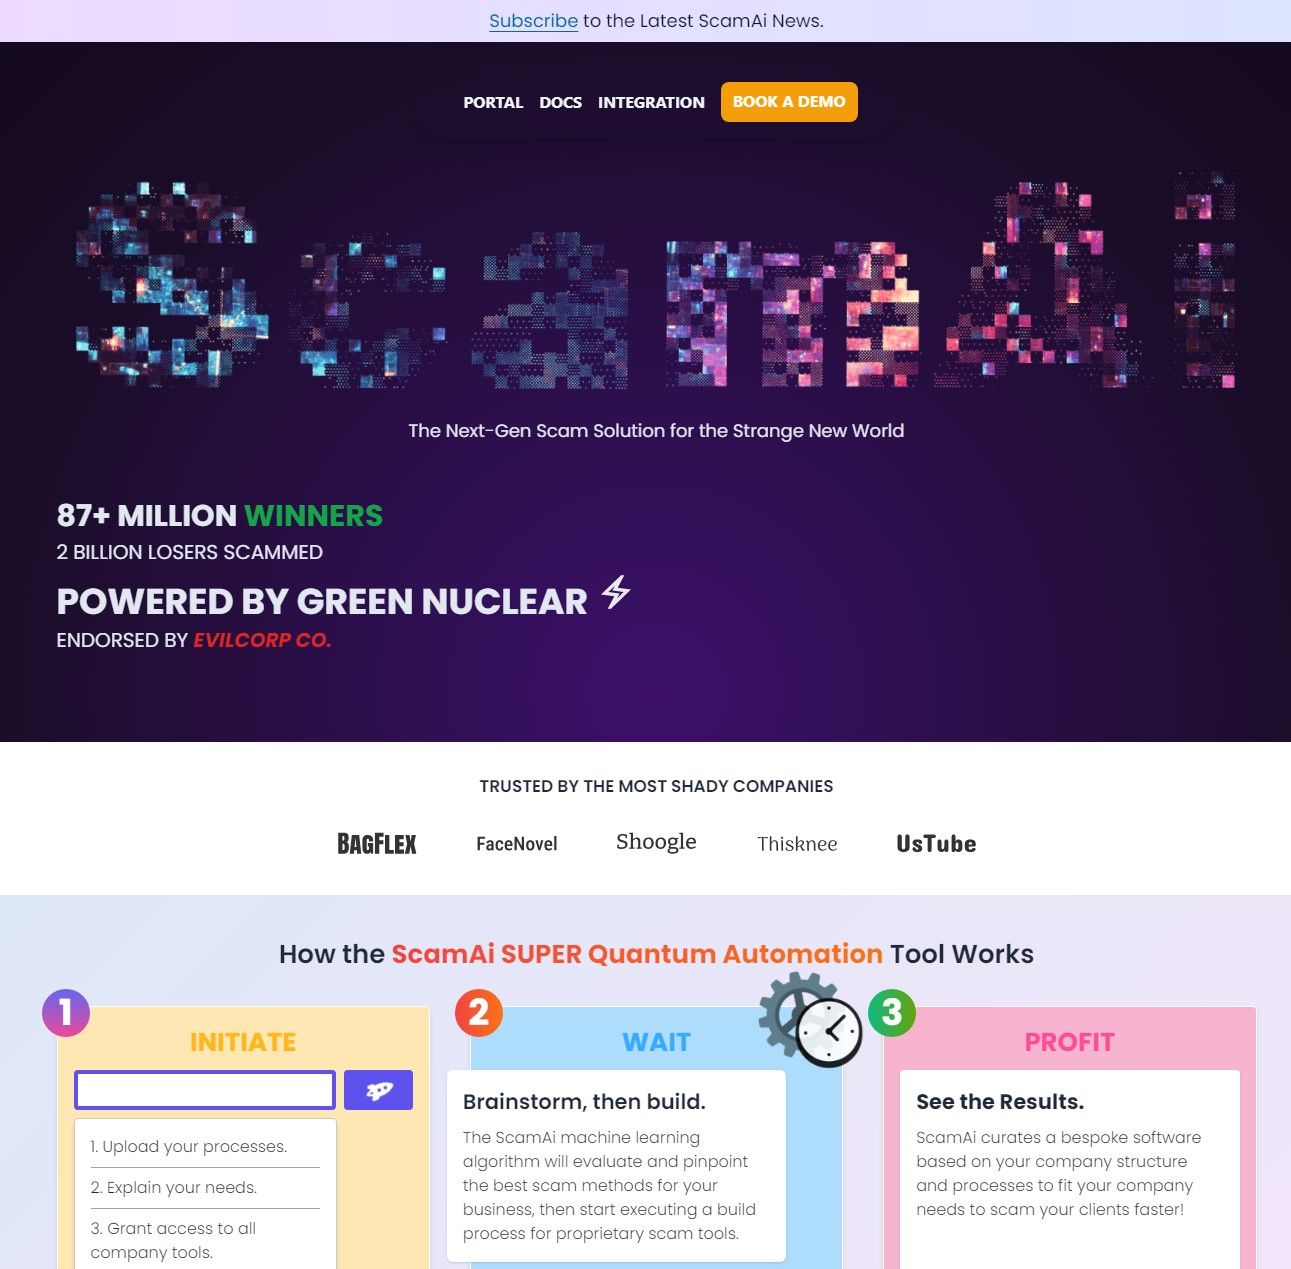 Subscribe to the Latest ScamAi News.
PORTAL DOCS INTEGRATION BOOK A DEMO
ScamAi
The Next-Gen Scam Solution for the Strange New World
87+ MILLION WINNERS
2 BILLION LOSERS SCAMMED
POWERED BY GREEN NUCLEAR
ENDORSED BY EVILCORP CO.
TRUSTED BY THE MOST SHADY COMPANIES
BAGFLEX FaceNovel Shoogle Thisknee UsTube
How the ScamAi SUPER Quantum Automation Tool Works
1
INITIATE
1. Upload your processes.
2. Explain your needs.
3. Grant access to all
company tools.
2
WAIT
Brainstorm, then build.
The ScamAi machine learning
algorithm will evaluate and pinpoint
the best scam methods for your
business, then start executing a build
process for proprietary scam tools.
3
PROFIT
See the Results.
ScamAi curates a bespoke software
based on your company structure
and processes to fit your company
needs to scam your clients faster!